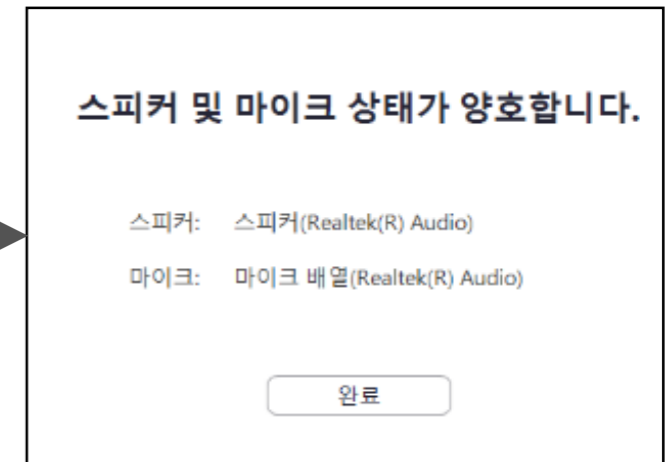 스피커 및 마이크 상태가 양호합니다.
스피커: 스피커(Realtek(R) Audio)
마이크: 마이크 배열(Realtek(R) Audio)
완료